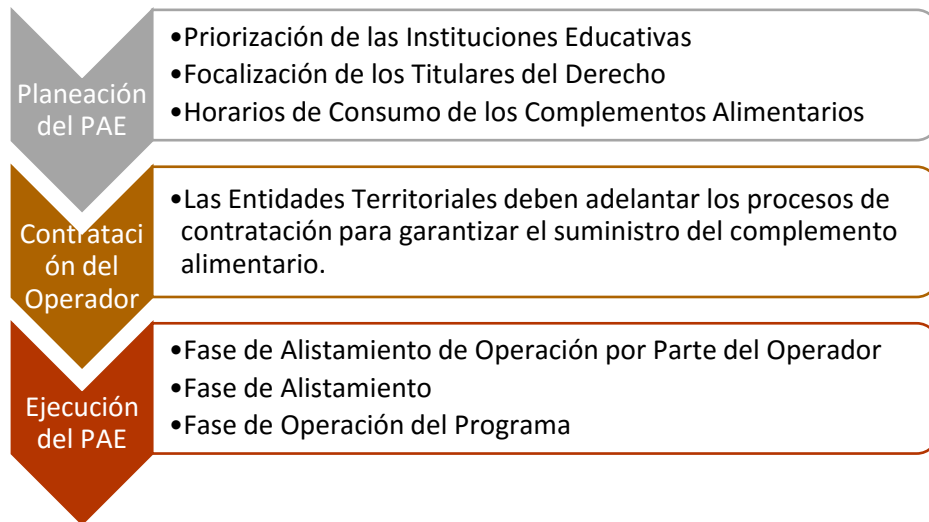 Planeación
del PAE
•Priorización de las Instituciones Educativas
•Focalización de los Titulares del Derecho
•Horarios de Consumo de los Complementos Alimentarios
Contrataci
ón del
Operador
•Las Entidades Territoriales deben adelantar los procesos de
contratación para garantizar el suministro del complemento
alimentario.
Ejecución
del PAE
•Fase de Alistamiento de Operación por Parte del Operador
•Fase de Alistamiento
•Fase de Operación del Programa